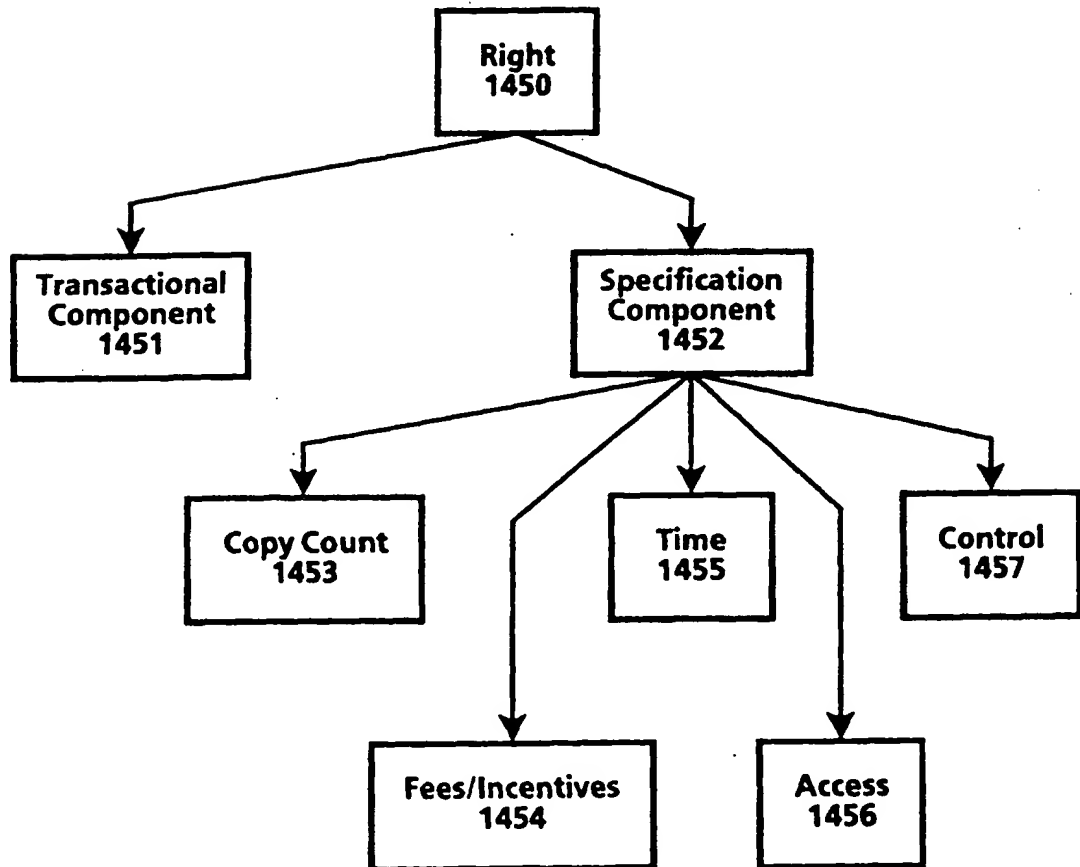 Right
1450
Transactional
Component
1451
Specification
Component
1452
Copy Count
1453
Time
1455
Control
1457
Fees/Incentives
1454
Access
1456